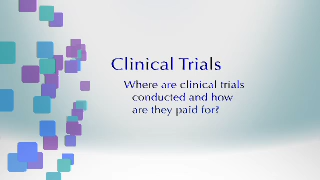 Clinical Trials
Where are clinical trials
conducted and how
are they paid for?